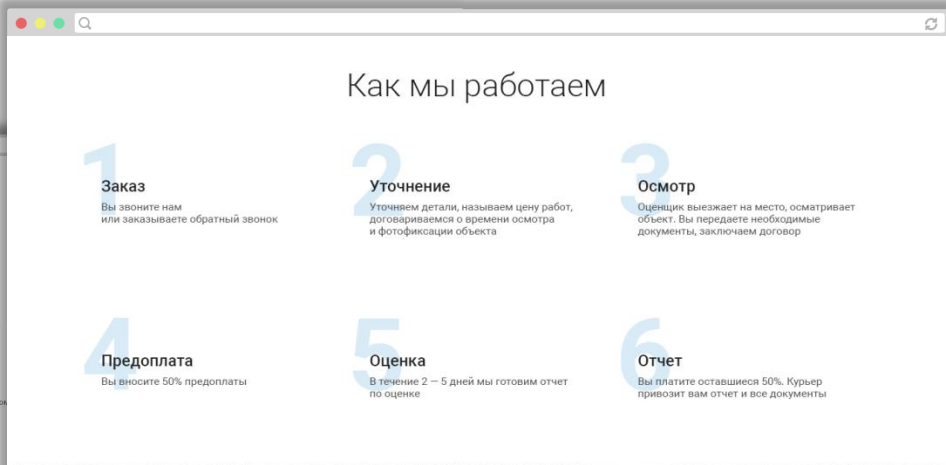 Как мы работаем
1
Заказ
Вы звоните нам
или заказываете обратный звонок
2
Уточнение
Уточняем детали, называем цену работ,
договариваемся о времени осмотра
и фотофиксации объекта
3
Осмотр
Оценщик выезжает на место, осматривает
объект. Вы передаете необходимые
документы, заключаем договор
4
Предоплата
Вы вносите 50% предоплаты
5
Оценка
В течение 2 — 5 дней мы готовим отчет
по оценке
6
Отчет
Вы платите оставшиеся 50%. Курьер
привозит вам отчет и все документы